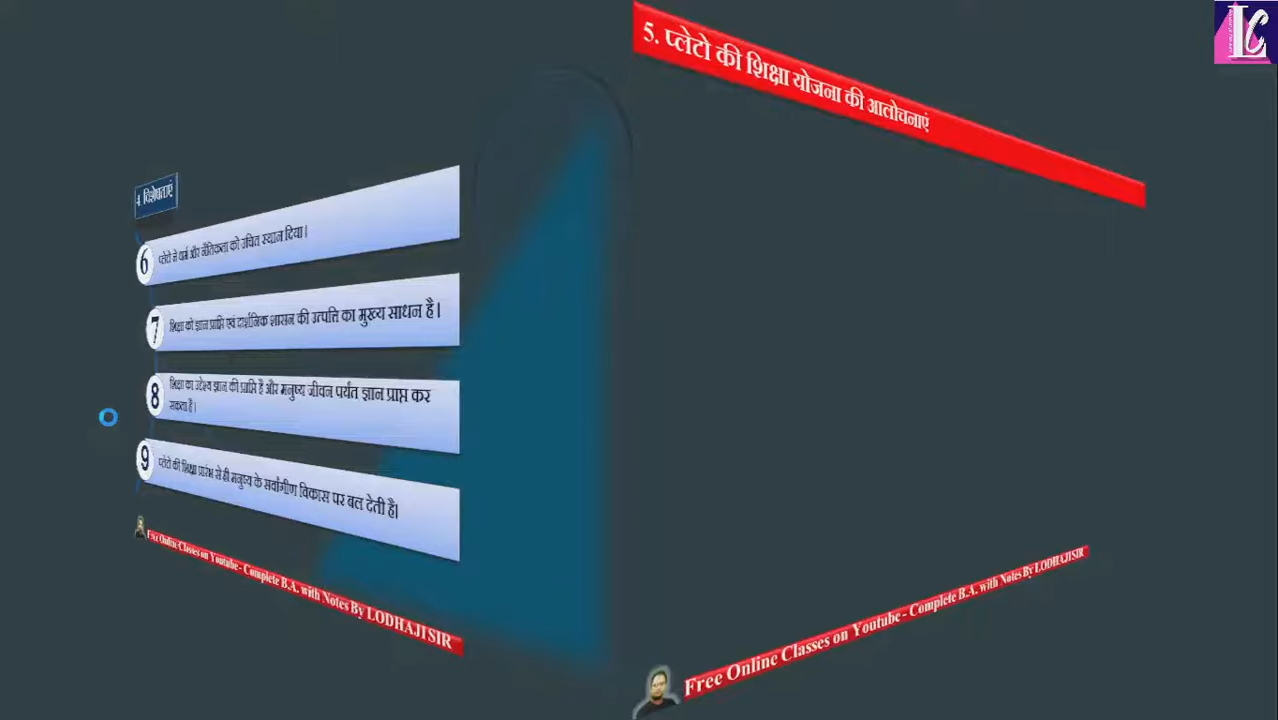 4. विशेषताएं
6
प्लेटो ने धर्म और नैतिकता को उचित स्थान दिया।
7
शिक्षा को ज्ञान प्राप्ति एवं दार्शनिक शासन की उत्पत्ति का मुख्य साधन है।
8
शिक्षा का उद्देश्य ज्ञान की प्राप्ति है और मनुष्य जीवन पर्यंत ज्ञान प्राप्त कर
सकता है।
9
प्लेटो की शिक्षा प्रारंभ से ही मनुष्य के सर्वांगीण विकास पर बल देती है।
Free Online Classes on Youtube - Complete B.A. with Notes By LODHAJI SIR
5. प्लेटो की शिक्षा योजना की आलोचनाएं
Free Online Classes on Youtube - Complete B.A. with Notes By LODHAJI SIR
LC